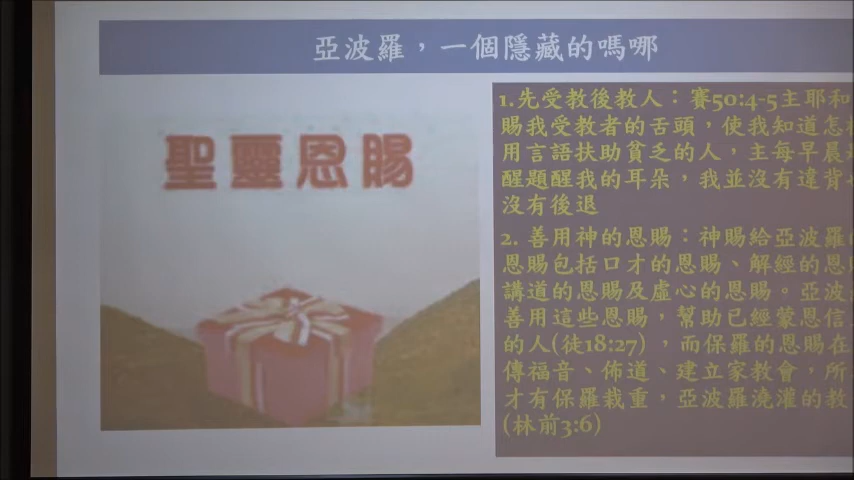 亞波羅，一個隱藏的嗎哪
聖靈恩賜
1.先受教後教人：賽50:4-5主耶和
賜我受教者的舌頭，使我知道怎樣
用言語扶助貧乏的人，主每早晨
醒題醒我的耳朵，我並沒有違背
沒有後退
2. 善用神的恩賜：神賜給亞波羅
恩賜包括口才的恩賜、解經的恩
講道的恩賜及虛心的恩賜。亞波
善用這些恩賜，幫助已經蒙恩信
的人(徒18:27)，而保羅的恩賜在
傳福音、佈道、建立家教會，所
才有保羅栽重，亞波羅澆灌的教
(林前3:6)